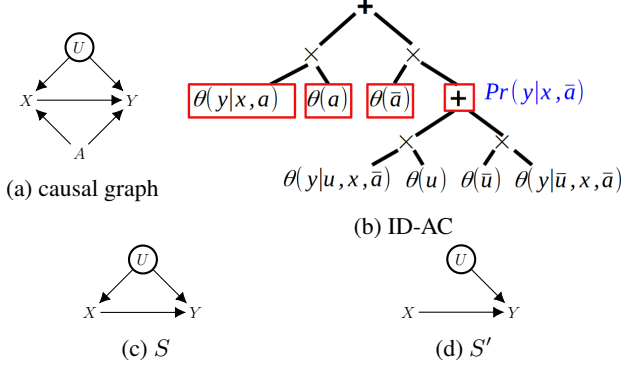 U
X
Y
A
(a) causal graph
+
×
×
θ(y|x,a)
θ(a)
θ(ā)
+
Pr(y|x,ā)
×
×
θ(y|u,x,ā)
θ(u)
θ(ū)
θ(y|ū,x,ā)
(b) ID-AC
U
X
Y
(c) S
U
X
Y
(d) S′